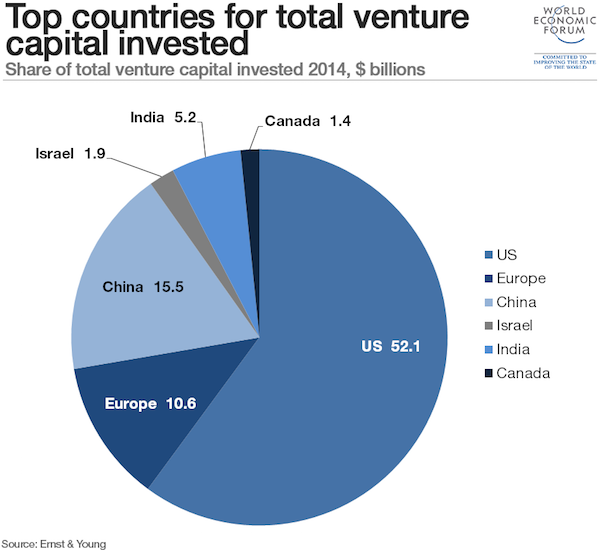 Top countries for total venture
capital invested
Share of total venture capital invested 2014, $ billions
WORLD
ECONOMIC
FORUM
COMMITTED TO
IMPROVING THE STATE
OF THE WORLD
India 5.2
Canada 1.4
Israel 1.9
China 15.5
US 52.1
Europe 10.6
US
Europe
China
Israel
India
Canada
Source: Ernst & Young